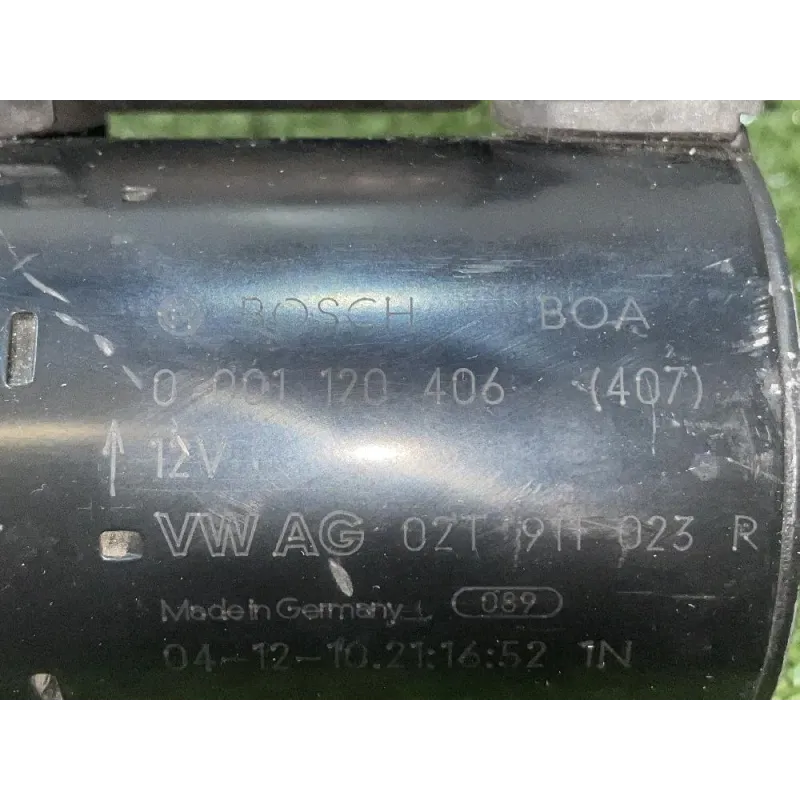 BOSCH BOA
0 001 120 406 (407)
12V
VW AG 02T 911 023 R
Made in Germany 089
04-12-10.21:16:52 1N